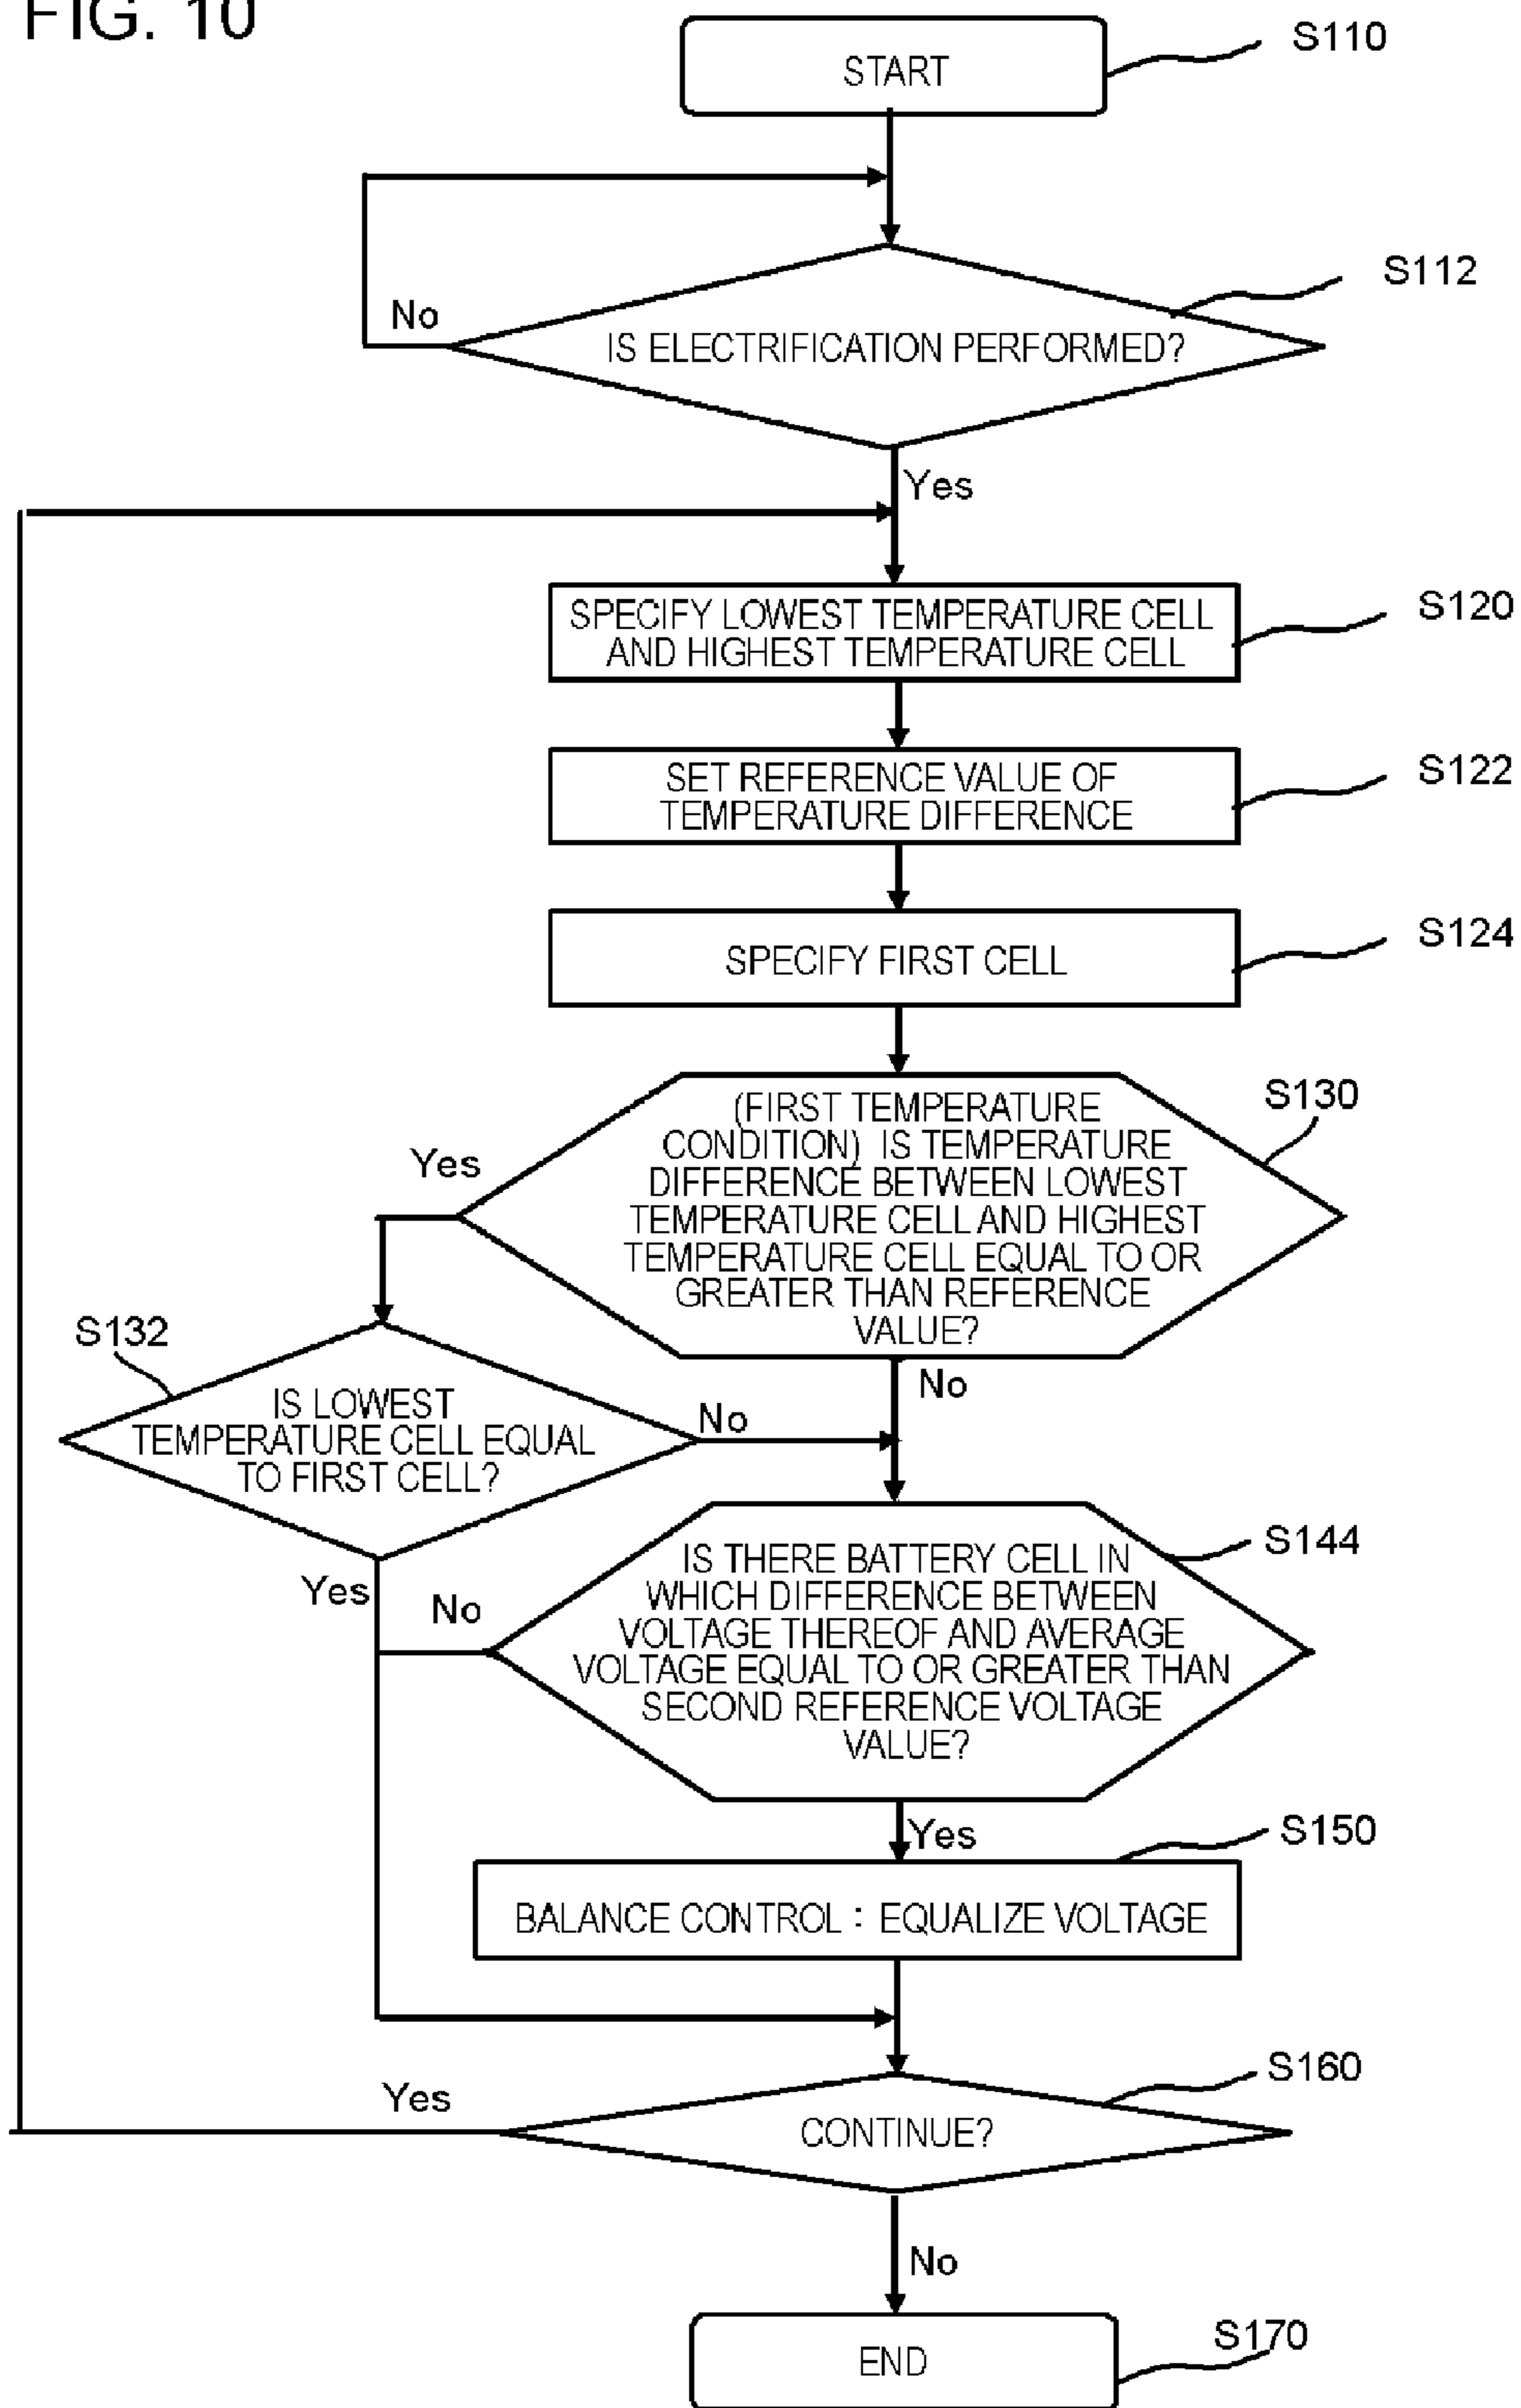 FIG. 10
START
S110
S112
No
IS ELECTRIFICATION PERFORMED?
Yes
SPECIFY LOWEST TEMPERATURE CELL
AND HIGHEST TEMPERATURE CELL
S120
SET REFERENCE VALUE OF
TEMPERATURE DIFFERENCE
S122
SPECIFY FIRST CELL
S124
S130
(FIRST TEMPERATURE
CONDITION) IS TEMPERATURE
DIFFERENCE BETWEEN LOWEST
TEMPERATURE CELL AND HIGHEST
TEMPERATURE CELL EQUAL TO OR
GREATER THAN REFERENCE
VALUE?
Yes
No
S132
IS LOWEST
TEMPERATURE CELL EQUAL
TO FIRST CELL?
No
Yes
S144
IS THERE BATTERY CELL IN
WHICH DIFFERENCE BETWEEN
VOLTAGE THEREOF AND AVERAGE
VOLTAGE EQUAL TO OR GREATER THAN
SECOND REFERENCE VOLTAGE
VALUE?
No
Yes
S150
BALANCE CONTROL : EQUALIZE VOLTAGE
S160
Yes
CONTINUE?
No
END
S170